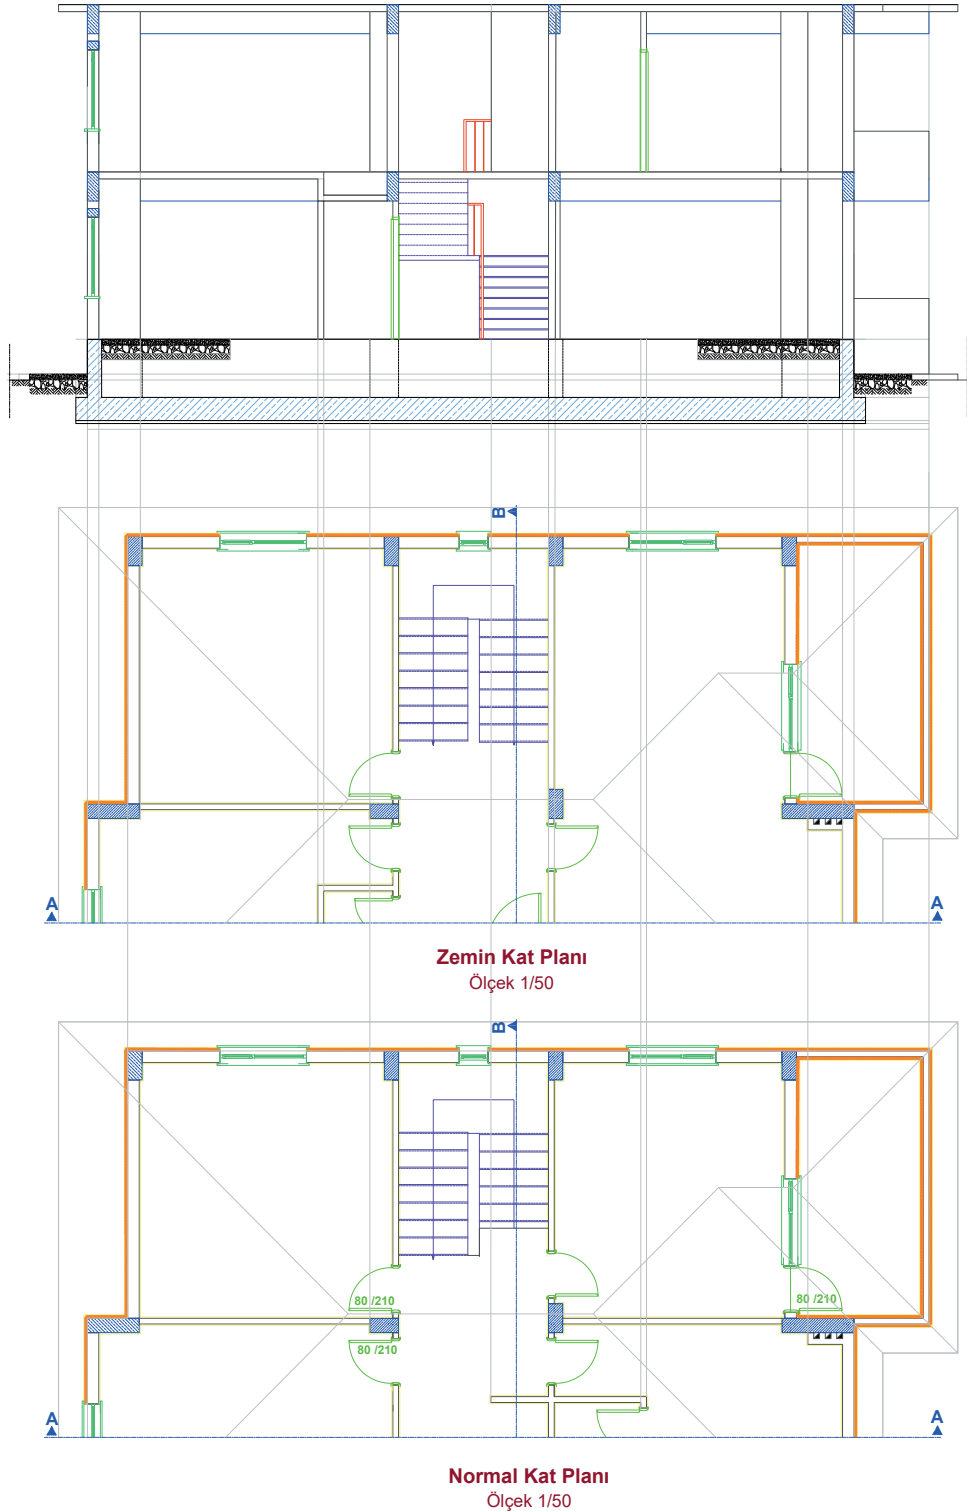 B
A
A
Zemin Kat Planı
Ölçek 1/50
B
80 /210
80 /210
80 /210
A
A
Normal Kat Planı
Ölçek 1/50